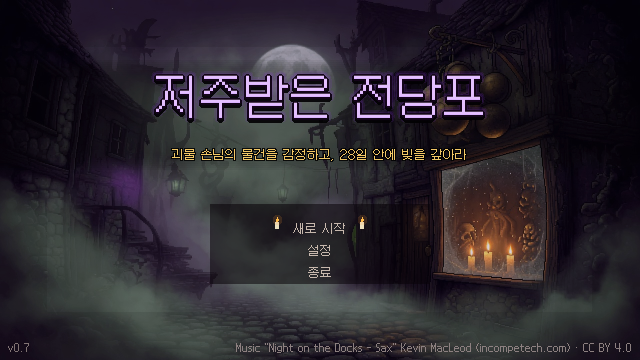 저주받은 전당포
괴물 손님의 물건을 감정하고, 28일 안에 빚을 갚아라
새로 시작
설정
종료
v0.7
Music "Night on the Docks - Sax" Kevin MacLeod (incompetech.com) · CC BY 4.0